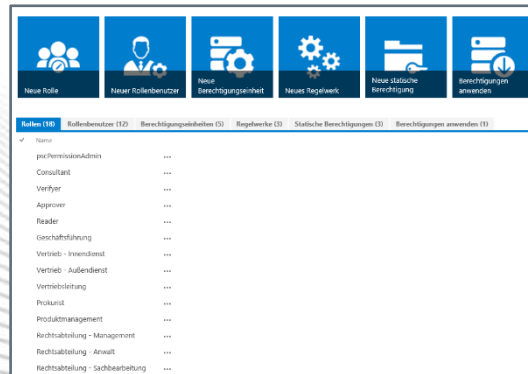 Neue Rolle
Neuer Rollenbenutzer
Neue
Berechtigungseinheit
Neues Regelwerk
Neue statische
Berechtigung
Berechtigungen
anwenden
Rollen (18) Rollenbenutzer (12) Berechtigungseinheiten (5) Regelwerke (3) Statische Berechtigungen (3) Berechtigungen anwenden (1)
Name
pscPermissionAdmin ...
Consultant ...
Verifyer ...
Approver ...
Reader ...
Geschäftsführung ...
Vertrieb - Innendienst ...
Vertrieb - Außendienst ...
Vertriebsleitung ...
Prokurist ...
Produktmanagement ...
Rechtsabteilung - Management ...
Rechtsabteilung - Anwalt ...
Rechtsabteilung - Sachbearbeitung ...